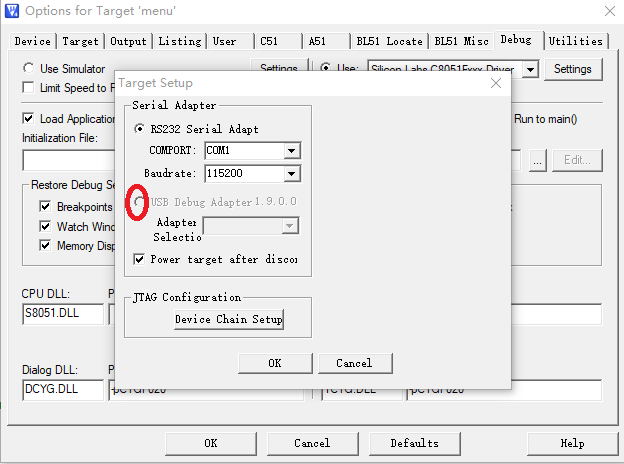 Options for Target 'menu'
Device Target Output Listing User C51 A51 BL51 Locate BL51 Misc Debug Utilities
Use Simulator
Settings
Use: Silicon Labs C8051Fxxx Driver
Settings
Limit Speed to
Load Application
Run to main()
Initialization File:
...
Edit...
Restore Debug Se
Breakpoints
Watch Wind
Memory Disp
CPU DLL:
S8051.DLL
Dialog DLL:
DCYG.DLL
-pCYGF020
TCYG.DLL
-pCYGF020
Target Setup
Serial Adapter
RS232 Serial Adapt
COMPORT: COM1
Baudrate: 115200
USB Debug Adapter 1.9.0.0
Adapter
Selectio
Power target after discon
JTAG Configuration
Device Chain Setup
OK Cancel
OK Cancel Defaults Help